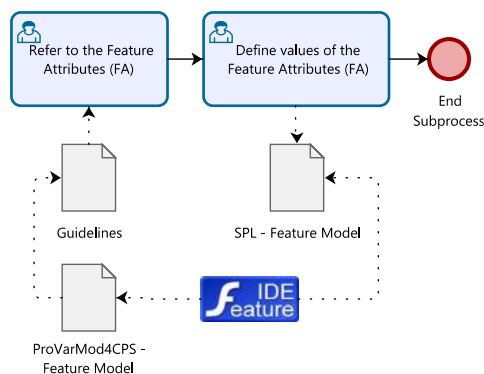 Refer to the Feature
Attributes (FA)
Define values of the
Feature Attributes (FA)
End
Subprocess
Guidelines
SPL - Feature Model
IDE
Feature
ProVarMod4CPS -
Feature Model